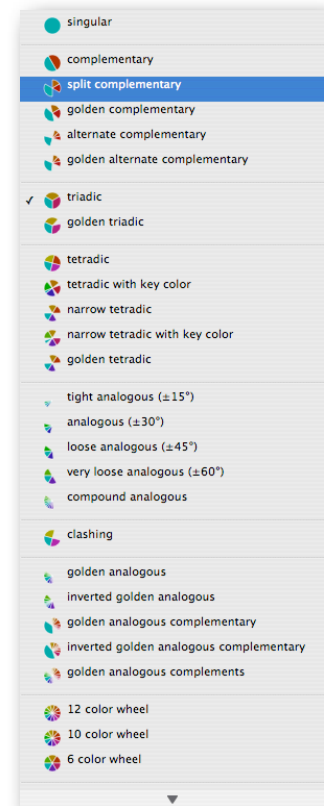 singular
complementary
split complementary
golden complementary
alternate complementary
golden alternate complementary
triadic
golden triadic
tetradic
tetradic with key color
narrow tetradic
narrow tetradic with key color
golden tetradic
tight analogous (±15°)
analogous (±30°)
loose analogous (±45°)
very loose analogous (±60°)
compound analogous
clashing
golden analogous
inverted golden analogous
golden analogous complementary
inverted golden analogous complementary
golden analogous complements
12 color wheel
10 color wheel
6 color wheel